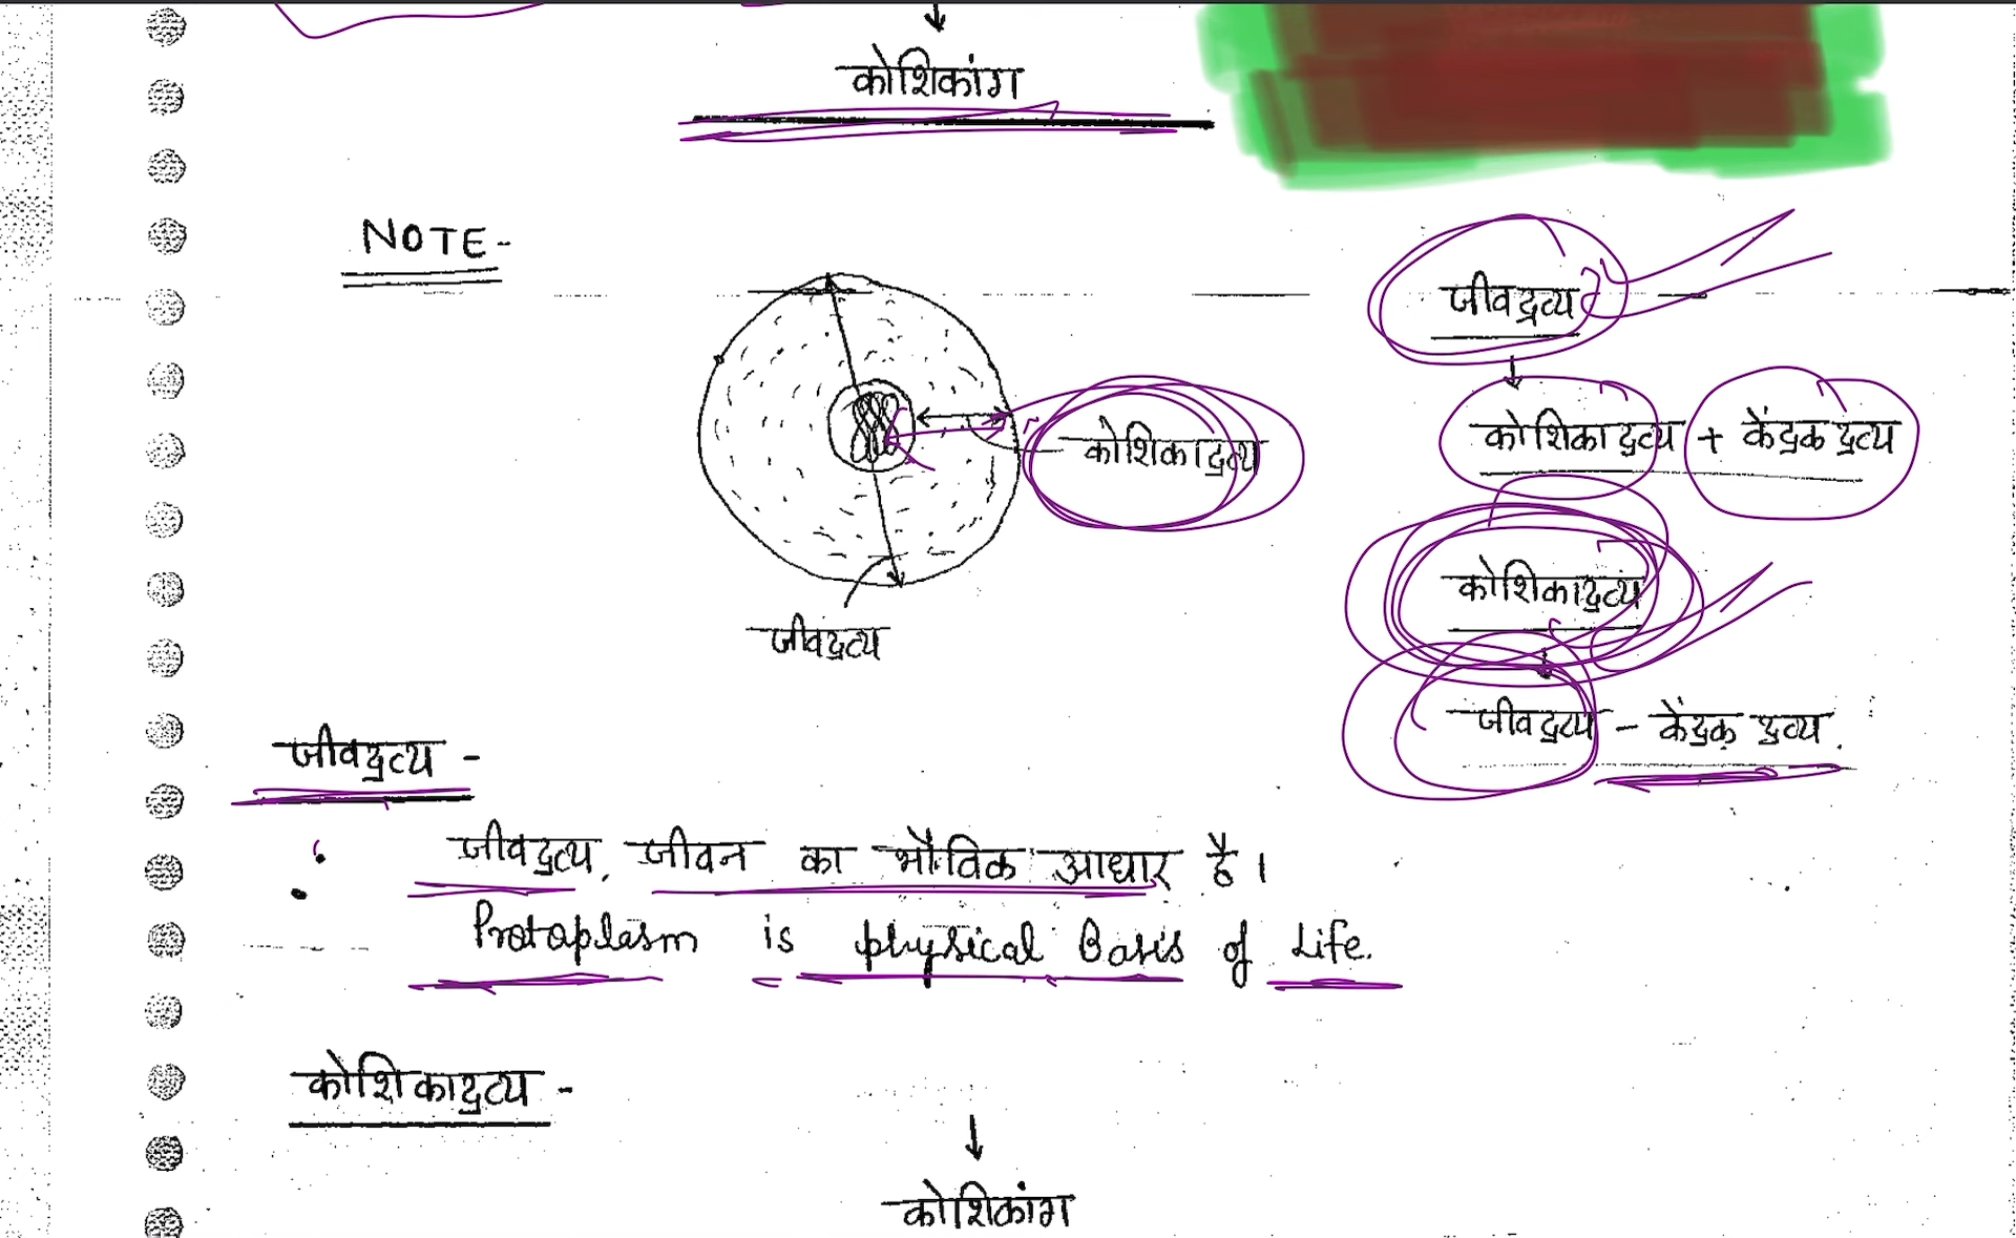 कोशिकांग
NOTE-
जीवद्रव्य
कोशिकाद्रव्य + केंद्रक द्रव्य
कोशिकाद्रव्य
कोशिकाद्रव्य
जीवद्रव्य
जीवद्रव्य - केंद्रक द्रव्य.
जीवद्रव्य -
जीवद्रव्य, जीवन का भौतिक आधार है।
Protoplasm is physical Basis of Life.
कोशिकाद्रव्य -
कोशिकांग